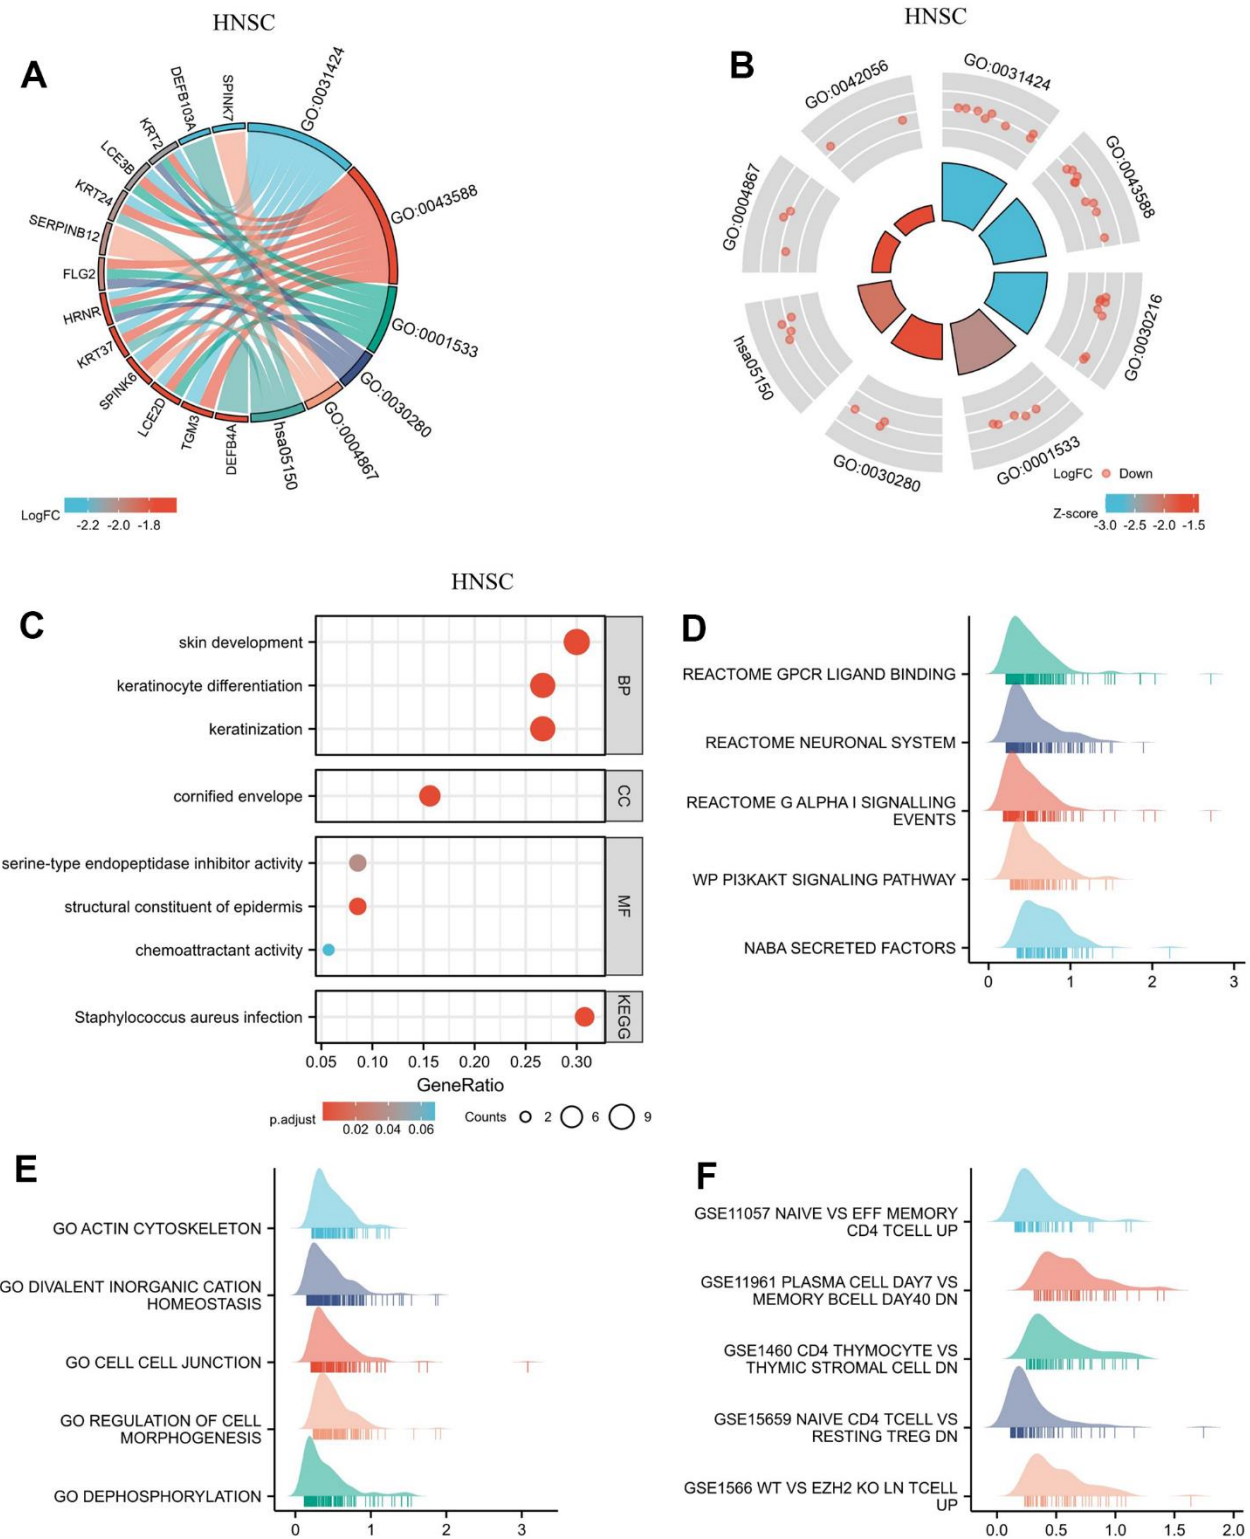 HNSC
A
SPINK7
DEFB103A
KRT2
LCE3B
KRT24
SERPINB12
FLG2
HRNR
KRT37
SPINK6
LCE2D
TGM3
DEFB4A
GO:0031424
GO:0043588
GO:0001533
GO:0030280
GO:0004867
hsa05150
LogFC
-2.2 -2.0 -1.8
HNSC
B
GO:0042056
GO:0031424
GO:0043588
GO:0030216
GO:0001533
GO:0030280
hsa05150
GO:0004867
LogFC Down
Z-score
-3.0 -2.5 -2.0 -1.5
HNSC
C
skin development
keratinocyte differentiation
keratinization
BP
cornified envelope
CC
serine-type endopeptidase inhibitor activity
structural constituent of epidermis
chemoattractant activity
MF
Staphylococcus aureus infection
KEGG
0.05 0.10 0.15 0.20 0.25 0.30
GeneRatio
p.adjust
0.02 0.04 0.06
Counts 2 6 9
D
REACTOME GPCR LIGAND BINDING
REACTOME NEURONAL SYSTEM
REACTOME G ALPHA I SIGNALLING
EVENTS
WP PI3KAKT SIGNALING PATHWAY
NABA SECRETED FACTORS
0 1 2 3
E
GO ACTIN CYTOSKELETON
GO DIVALENT INORGANIC CATION
HOMEOSTASIS
GO CELL CELL JUNCTION
GO REGULATION OF CELL
MORPHOGENESIS
GO DEPHOSPHORYLATION
0 1 2 3
F
GSE11057 NAIVE VS EFF MEMORY
CD4 TCELL UP
GSE11961 PLASMA CELL DAY7 VS
MEMORY BCELL DAY40 DN
GSE1460 CD4 THYMOCYTE VS
THYMIC STROMAL CELL DN
GSE15659 NAIVE CD4 TCELL VS
RESTING TREG DN
GSE1566 WT VS EZH2 KO LN TCELL
UP
0.0 0.5 1.0 1.5 2.0